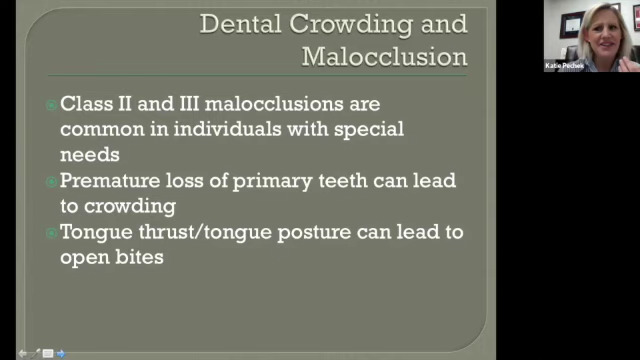 Dental Crowding and
Malocclusion
Class II and III malocclusions are
common in individuals with special
needs
Premature loss of primary teeth can lead
to crowding
Tongue thrust/tongue posture can lead to
open bites
Katie Pechek